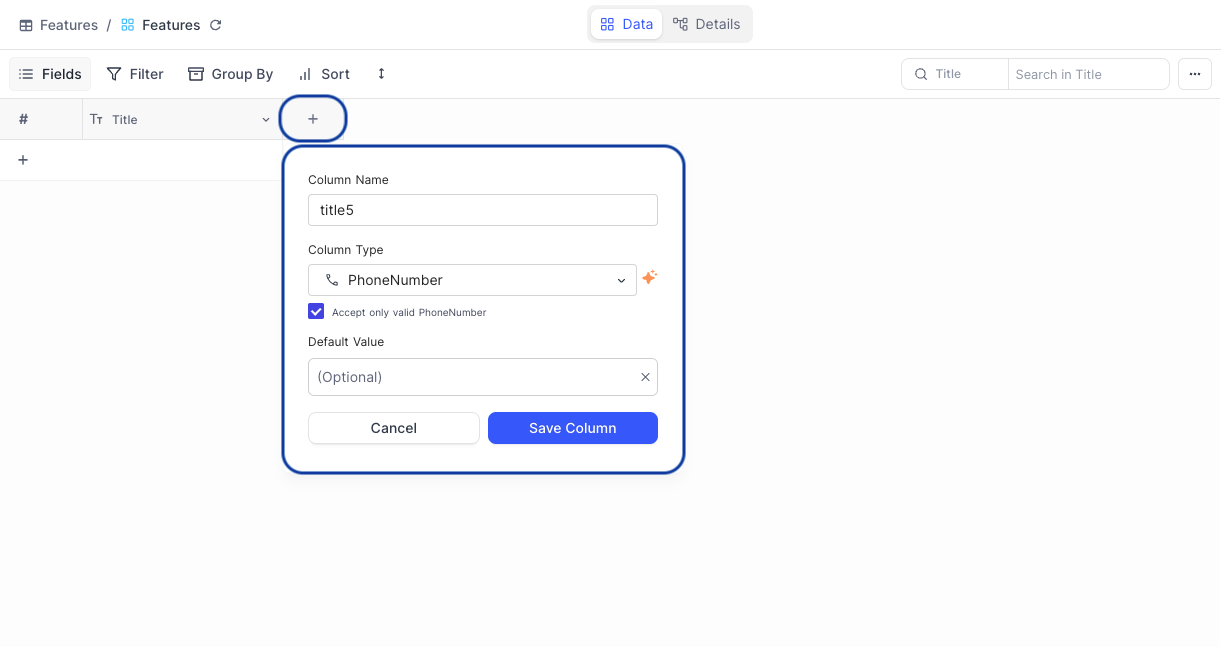 Features / Features
Data Details
Fields Filter Group By Sort
Title Search in Title
# Title
Column Name
title5
Column Type
PhoneNumber
Accept only valid PhoneNumber
Default Value
(Optional)
Cancel Save Column